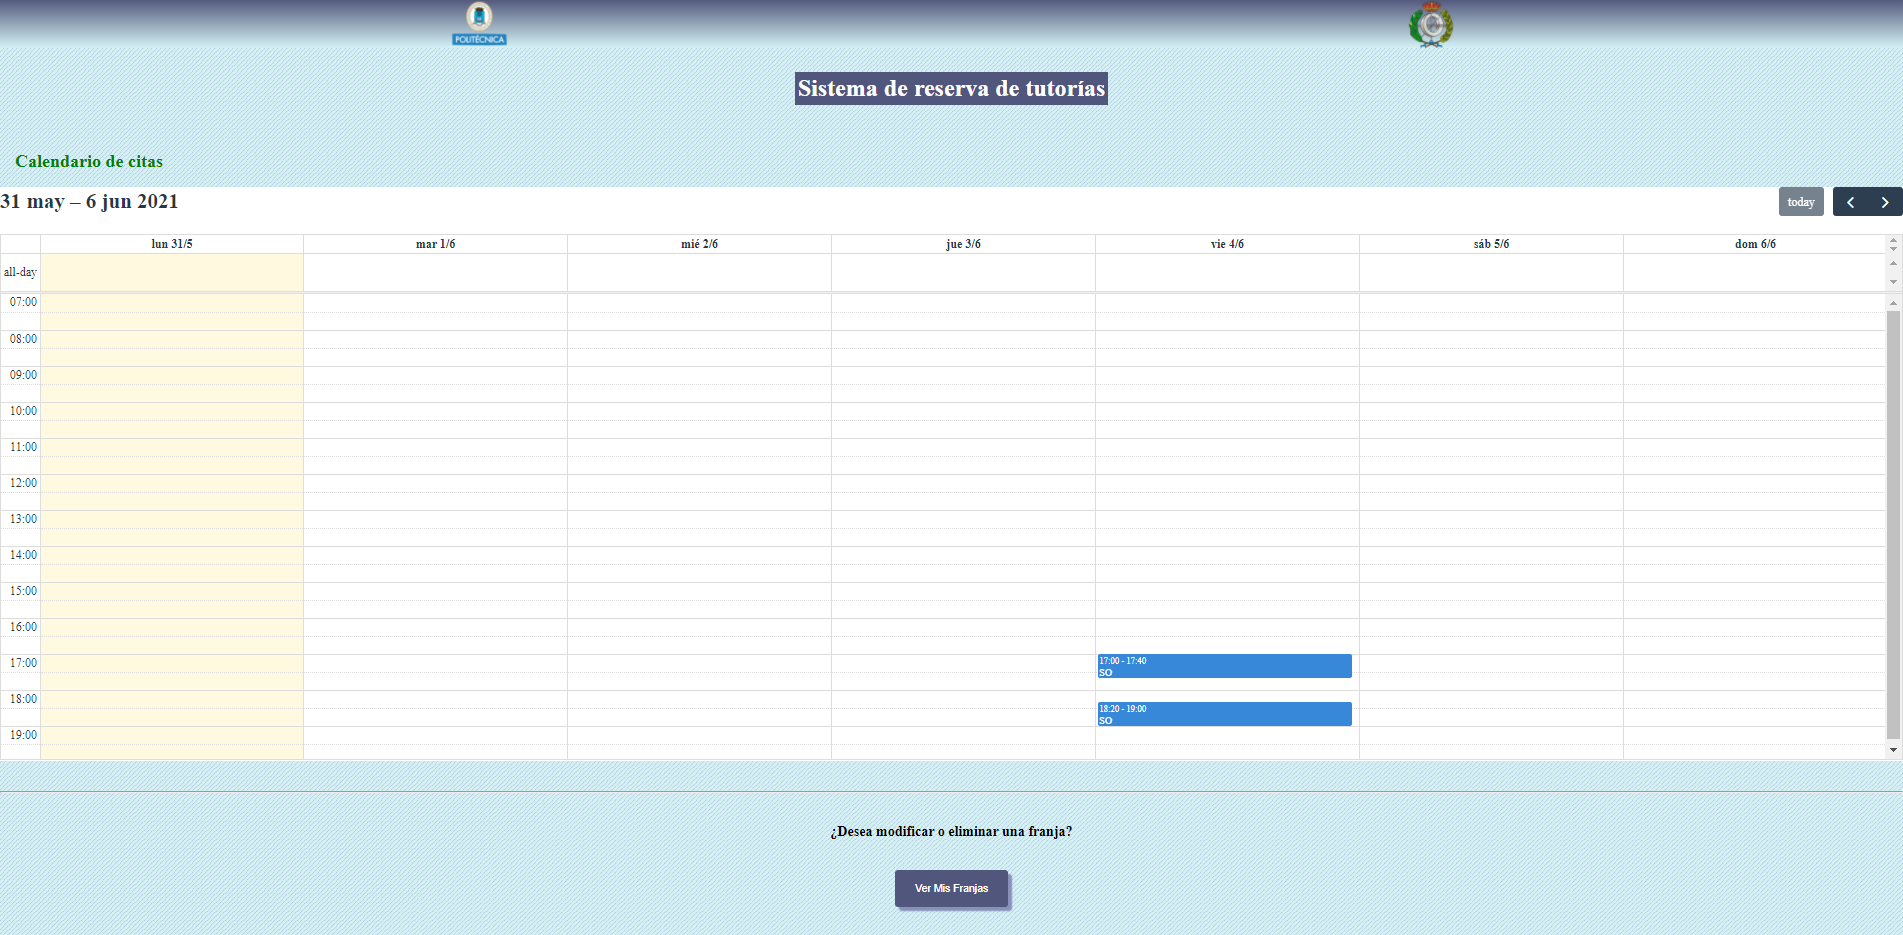 POLITÉCNICA
Sistema de reserva de tutorías
Calendario de citas
31 may – 6 jun 2021
today
lun 31/5 mar 1/6 mié 2/6 jue 3/6 vie 4/6 sáb 5/6 dom 6/6
all-day
07:00
08:00
09:00
10:00
11:00
12:00
13:00
14:00
15:00
16:00
17:00
17:00 - 17:40
SO
18:00
18:20 - 19:00
SO
19:00
¿Desea modificar o eliminar una franja?
Ver Mis Franjas